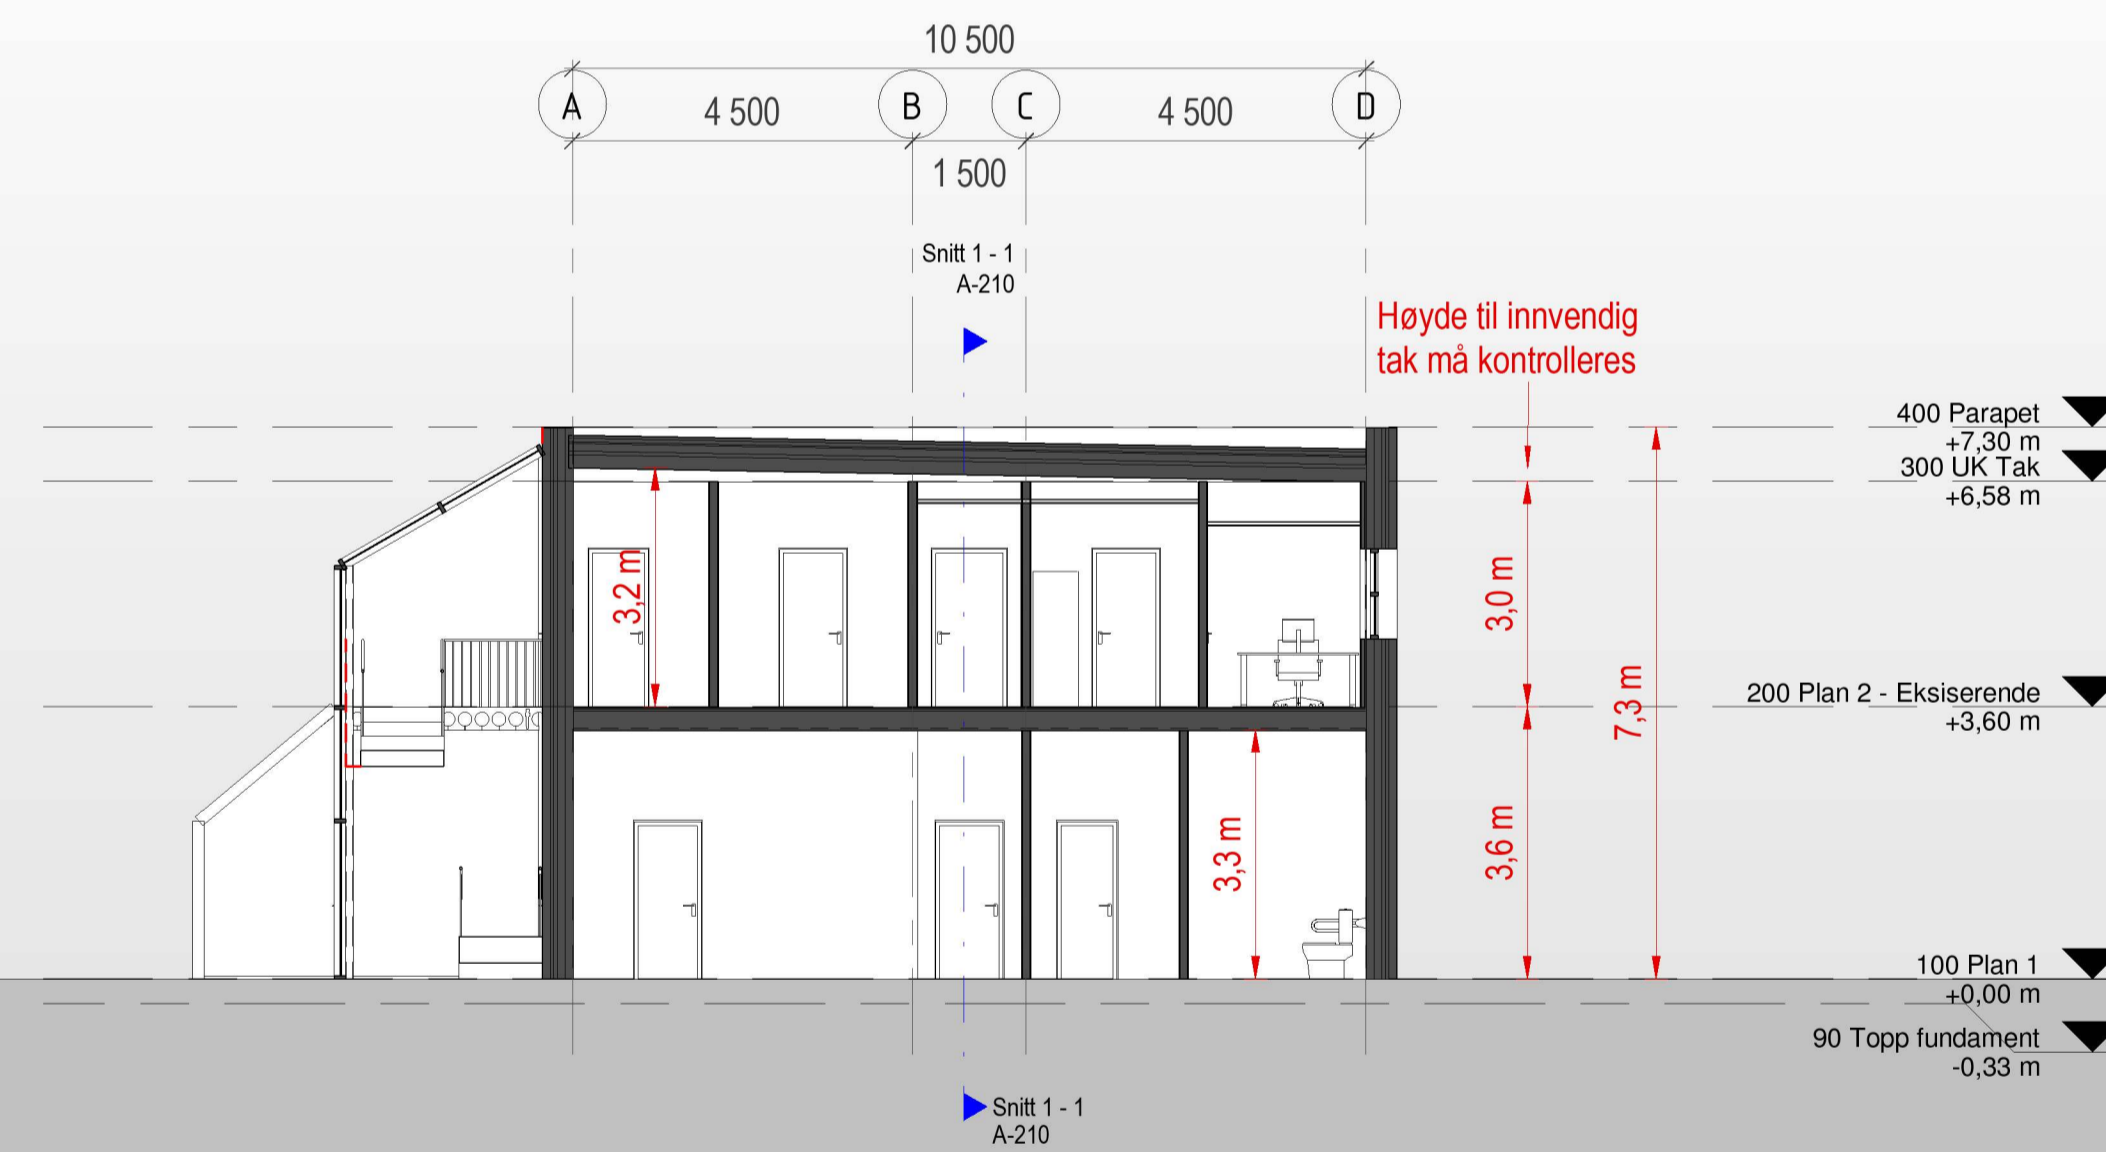 10 500
A
B
C
D
4 500
4 500
1 500
Snitt 1 - 1
A-210
Høyde til innvendig
tak må kontrolleres
400 Parapet
+7,30 m
300 UK Tak
+6,58 m
3,2 m
3,0 m
7,3 m
200 Plan 2 - Eksiserende
+3,60 m
3,3 m
3,6 m
100 Plan 1
+0,00 m
90 Topp fundament
-0,33 m
Snitt 1 - 1
A-210